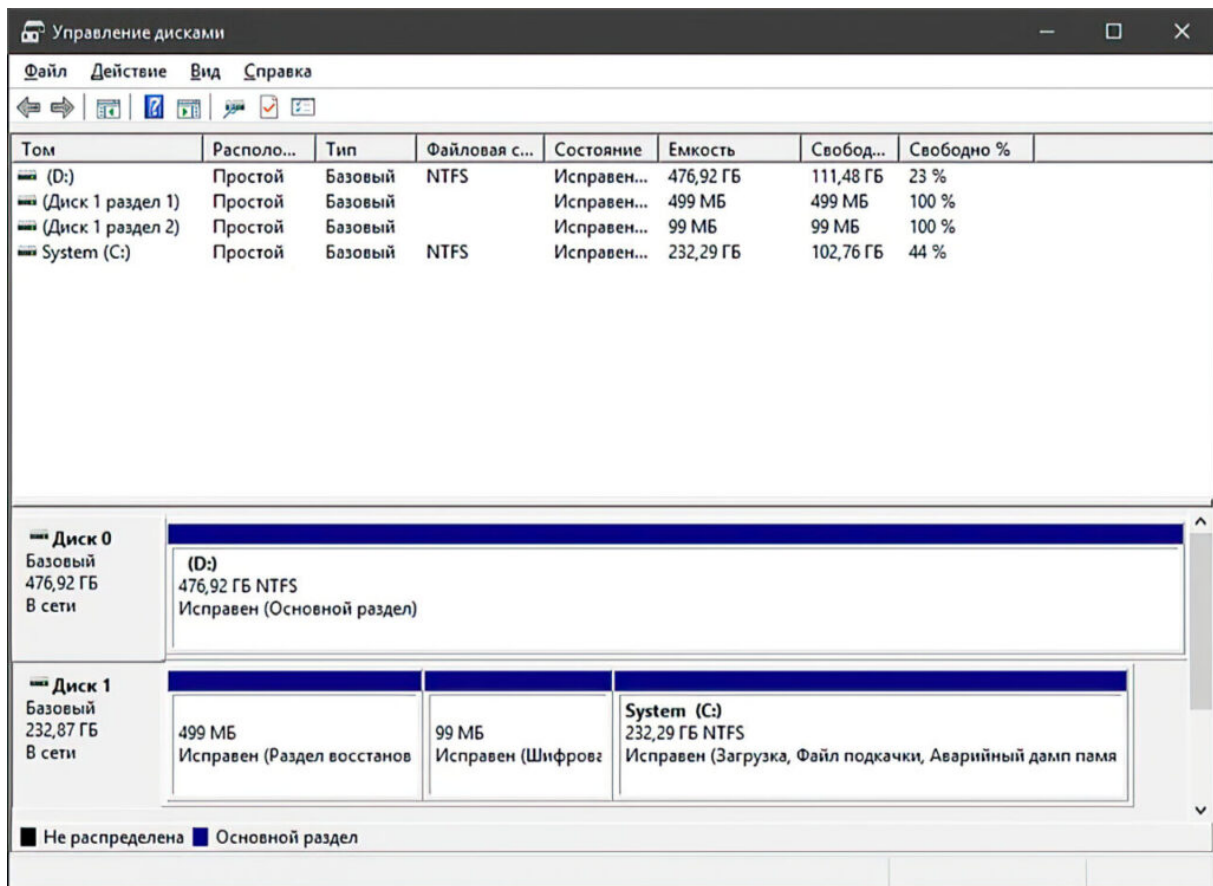 Управление дисками
Файл Действие Вид Справка
Том Располо... Тип Файловая с... Состояние Емкость Свобод... Свободно %
(D:) Простой Базовый NTFS Исправен... 476,92 ГБ 111,48 ГБ 23 %
(Диск 1 раздел 1) Простой Базовый Исправен... 499 МБ 499 МБ 100 %
(Диск 1 раздел 2) Простой Базовый Исправен... 99 МБ 99 МБ 100 %
System (C:) Простой Базовый NTFS Исправен... 232,29 ГБ 102,76 ГБ 44 %
Диск 0
Базовый
476,92 ГБ
В сети
(D:)
476,92 ГБ NTFS
Исправен (Основной раздел)
Диск 1
Базовый
232,87 ГБ
В сети
499 МБ
Исправен (Раздел восстанов
99 МБ
Исправен (Шифрова
System (C:)
232,29 ГБ NTFS
Исправен (Загрузка, Файл подкачки, Аварийный дамп памя
Не распределена Основной раздел